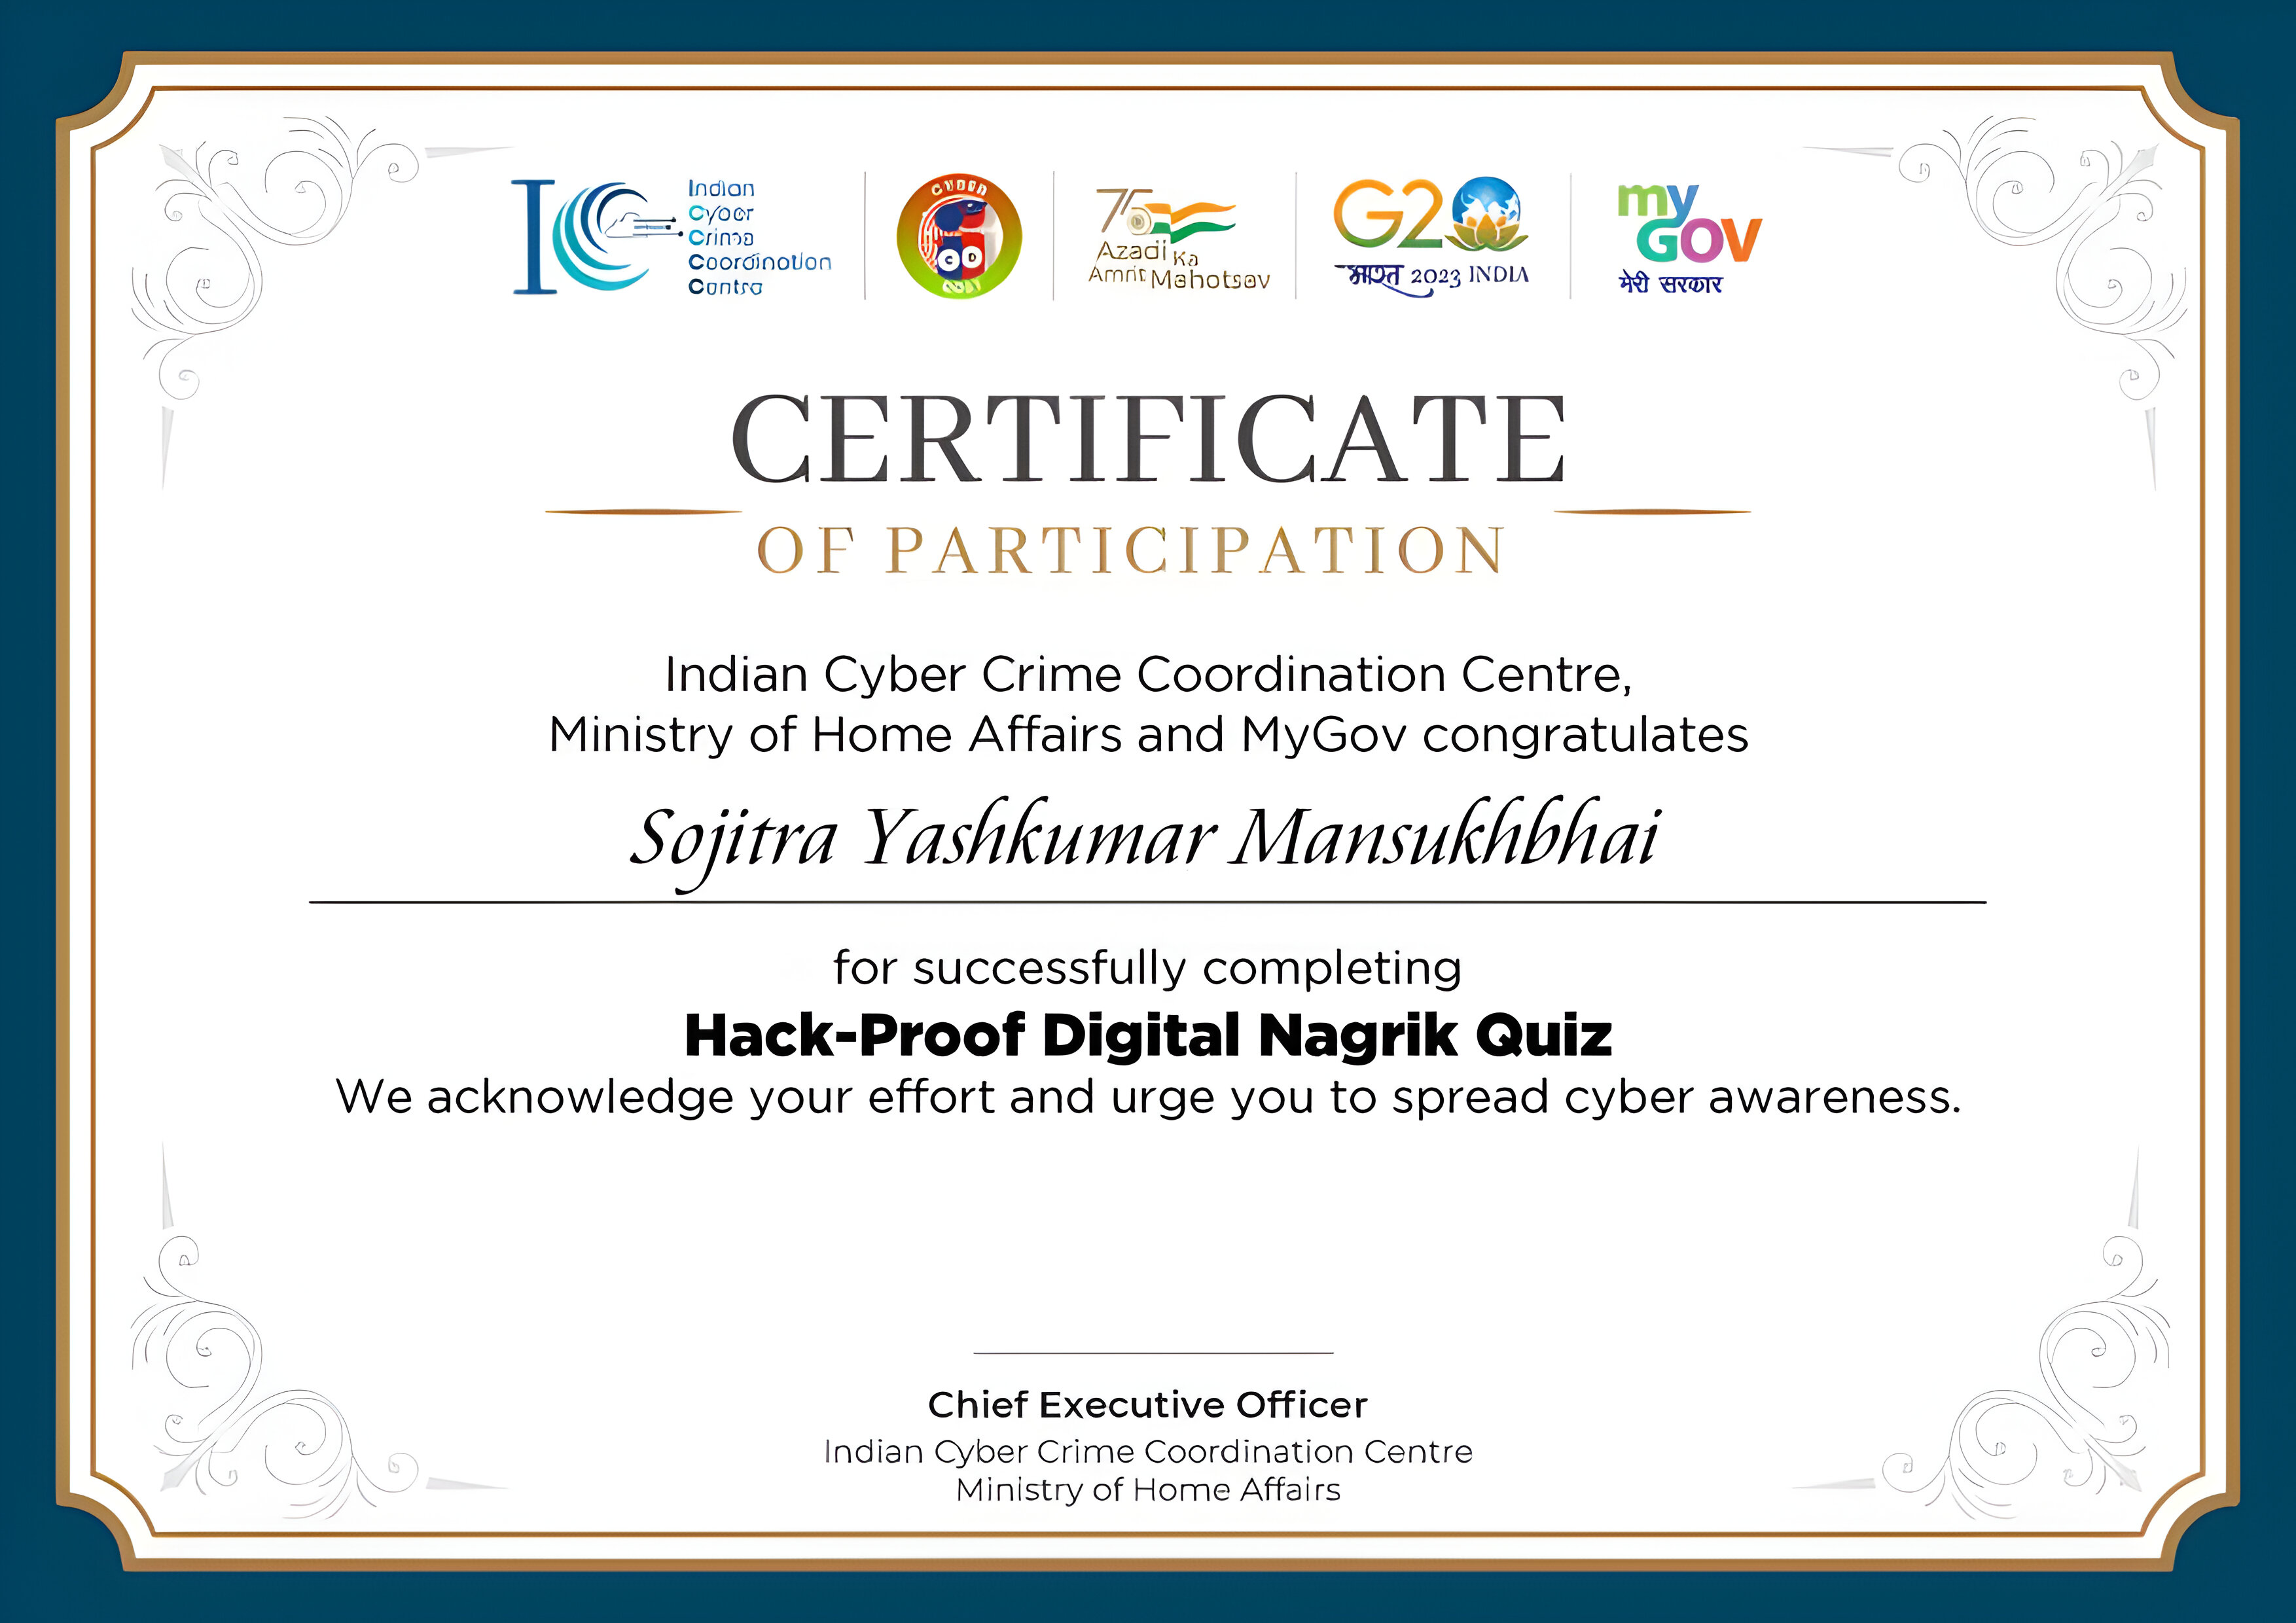 Indian
Cyber
Crime
Coordination
Centre
CYBER
75
Azadi Ka
Amrit Mahotsav
G20
भारत 2023 INDIA
my
GOV
मेरी सरकार
CERTIFICATE
OF PARTICIPATION
Indian Cyber Crime Coordination Centre,
Ministry of Home Affairs and MyGov congratulates
Sojitra Yashkumar Mansukhbhai
for successfully completing
Hack-Proof Digital Nagrik Quiz
We acknowledge your effort and urge you to spread cyber awareness.
Chief Executive Officer
Indian Cyber Crime Coordination Centre
Ministry of Home Affairs